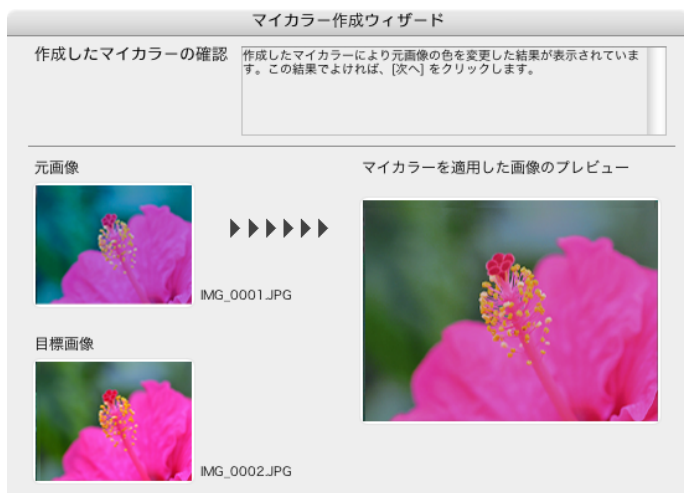 マイカラー作成ウィザード
作成したマイカラーの確認
作成したマイカラーにより元画像の色を変更した結果が表示されていま
す。この結果でよければ、[次へ] をクリックします。
元画像
マイカラーを適用した画像のプレビュー
IMG_0001.JPG
目標画像
IMG_0002.JPG